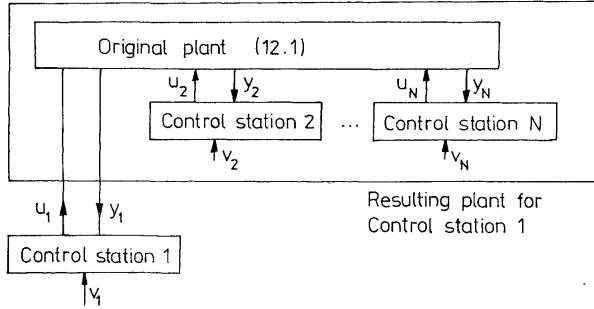 Original plant (12.1)
u2 y2 uN yN
Control station 2 ... Control station N
v2 vN
u1 y1
Resulting plant for
Control station 1
Control station 1
v1